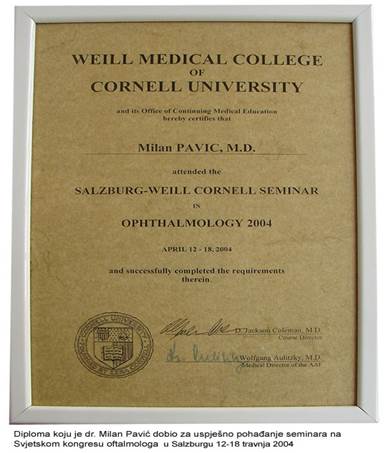 WEILL MEDICAL COLLEGE
OF
CORNELL UNIVERSITY
and its Office of Continuing Medical Education
hereby certifies that
Milan PAVIC, M.D.
attended the
SALZBURG-WEILL CORNELL SEMINAR
IN
OPHTHALMOLOGY 2004
APRIL 12 - 18, 2004
and successfully completed the requirements
therein.
D. Jackson Coleman, M.D.
Course Director
Wolfgang Aulitzky, M.D.
Medical Director of the AAF
CORNELL UNIVERSITY
Diploma koju je dr. Milan Pavić dobio za uspješno pohađanje seminara na
Svjetskom kongresu oftalmologa u Salzburgu 12-18 travnja 2004